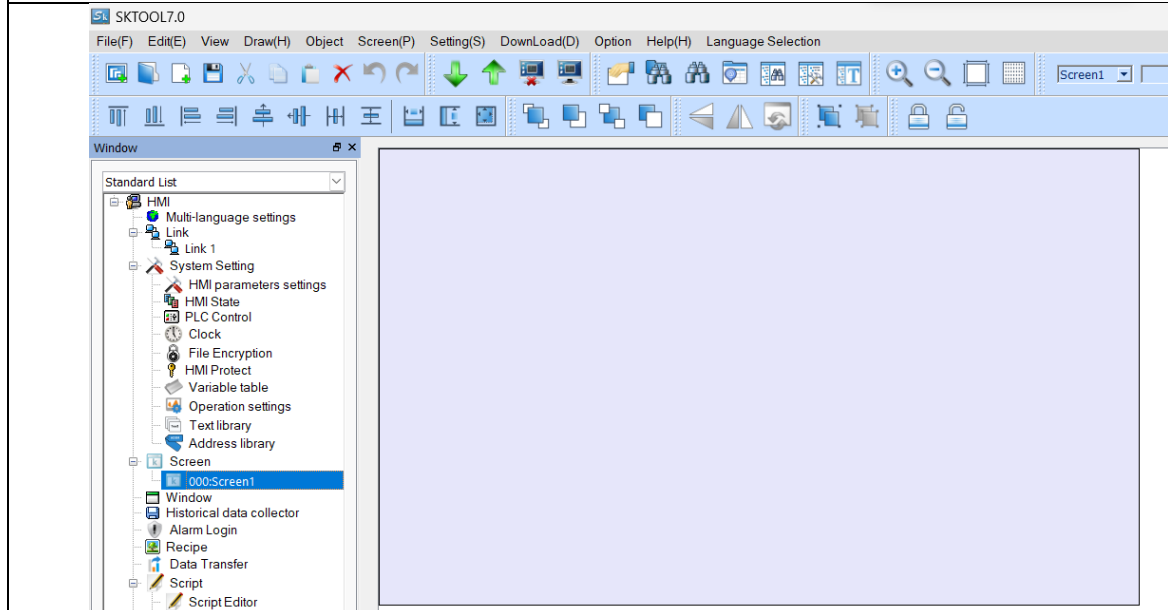 SKTOOL7.0
File(F) Edit(E) View Draw(H) Object Screen(P) Setting(S) DownLoad(D) Option Help(H) Language Selection
Screen1
Window
Standard List
HMI
Multi-language settings
Link
Link 1
System Setting
HMI parameters settings
HMI State
PLC Control
Clock
File Encryption
HMI Protect
Variable table
Operation settings
Text library
Address library
Screen
000:Screen1
Window
Historical data collector
Alarm Login
Recipe
Data Transfer
Script
Script Editor